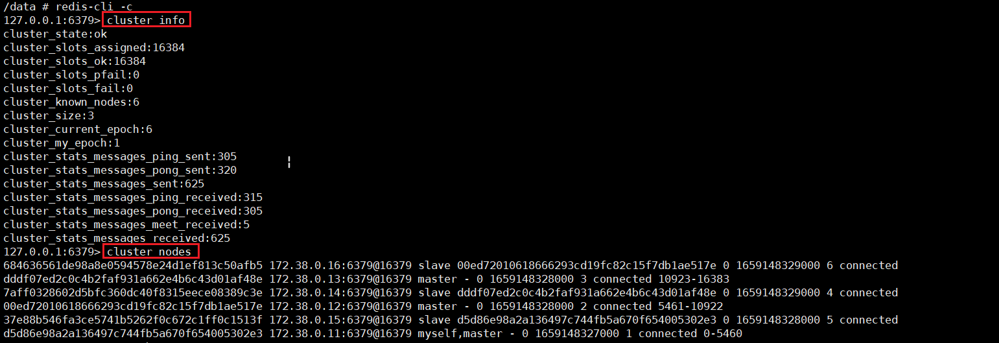 /data # redis-cli -c
127.0.0.1:6379> cluster info
cluster_state:ok
cluster_slots_assigned:16384
cluster_slots_ok:16384
cluster_slots_pfail:0
cluster_slots_fail:0
cluster_known_nodes:6
cluster_size:3
cluster_current_epoch:6
cluster_my_epoch:1
cluster_stats_messages_ping_sent:305
cluster_stats_messages_pong_sent:320
cluster_stats_messages_sent:625
cluster_stats_messages_ping_received:315
cluster_stats_messages_pong_received:305
cluster_stats_messages_meet_received:5
cluster_stats_messages_received:625
127.0.0.1:6379> cluster nodes
684636561de98a8e0594578e24d1ef813c50afb5 172.38.0.16:6379@16379 slave 00ed72010618666293cd19fc82c15f7db1ae517e 0 1659148329000 6 connected
dddf07ed2c0c4b2faf931a662e4b6c43d01af48e 172.38.0.13:6379@16379 master - 0 1659148328000 3 connected 10923-16383
7aff0328602d5bfc360dc40f8315eece08389c3e 172.38.0.14:6379@16379 slave dddf07ed2c0c4b2faf931a662e4b6c43d01af48e 0 1659148329000 4 connected
00ed72010618666293cd19fc82c15f7db1ae517e 172.38.0.12:6379@16379 master - 0 1659148328000 2 connected 5461-10922
37e88b546fa3ce5741b5262f0c672c1ff0c1513f 172.38.0.15:6379@16379 slave d5d86e98a2a136497c744fb5a670f654005302e3 0 1659148328000 5 connected
d5d86e98a2a136497c744fb5a670f654005302e3 172.38.0.11:6379@16379 myself,master - 0 1659148327000 1 connected 0-5460